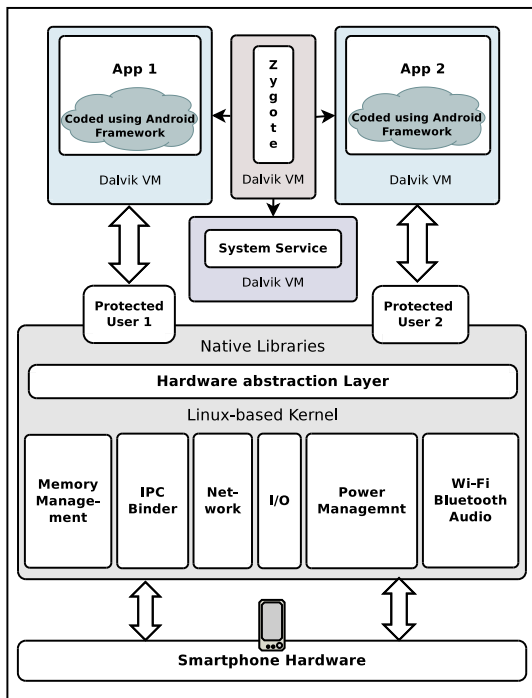 App 1
Coded using Android
Framework
Dalvik VM
Z
y
g
o
t
e
Dalvik VM
App 2
Coded using Android
Framework
Dalvik VM
System Service
Dalvik VM
Protected
User 1
Protected
User 2
Native Libraries
Hardware abstraction Layer
Linux-based Kernel
Memory
Manage-
ment
IPC
Binder
Net-
work
I/O
Power
Managemnt
Wi-Fi
Bluetooth
Audio
Smartphone Hardware